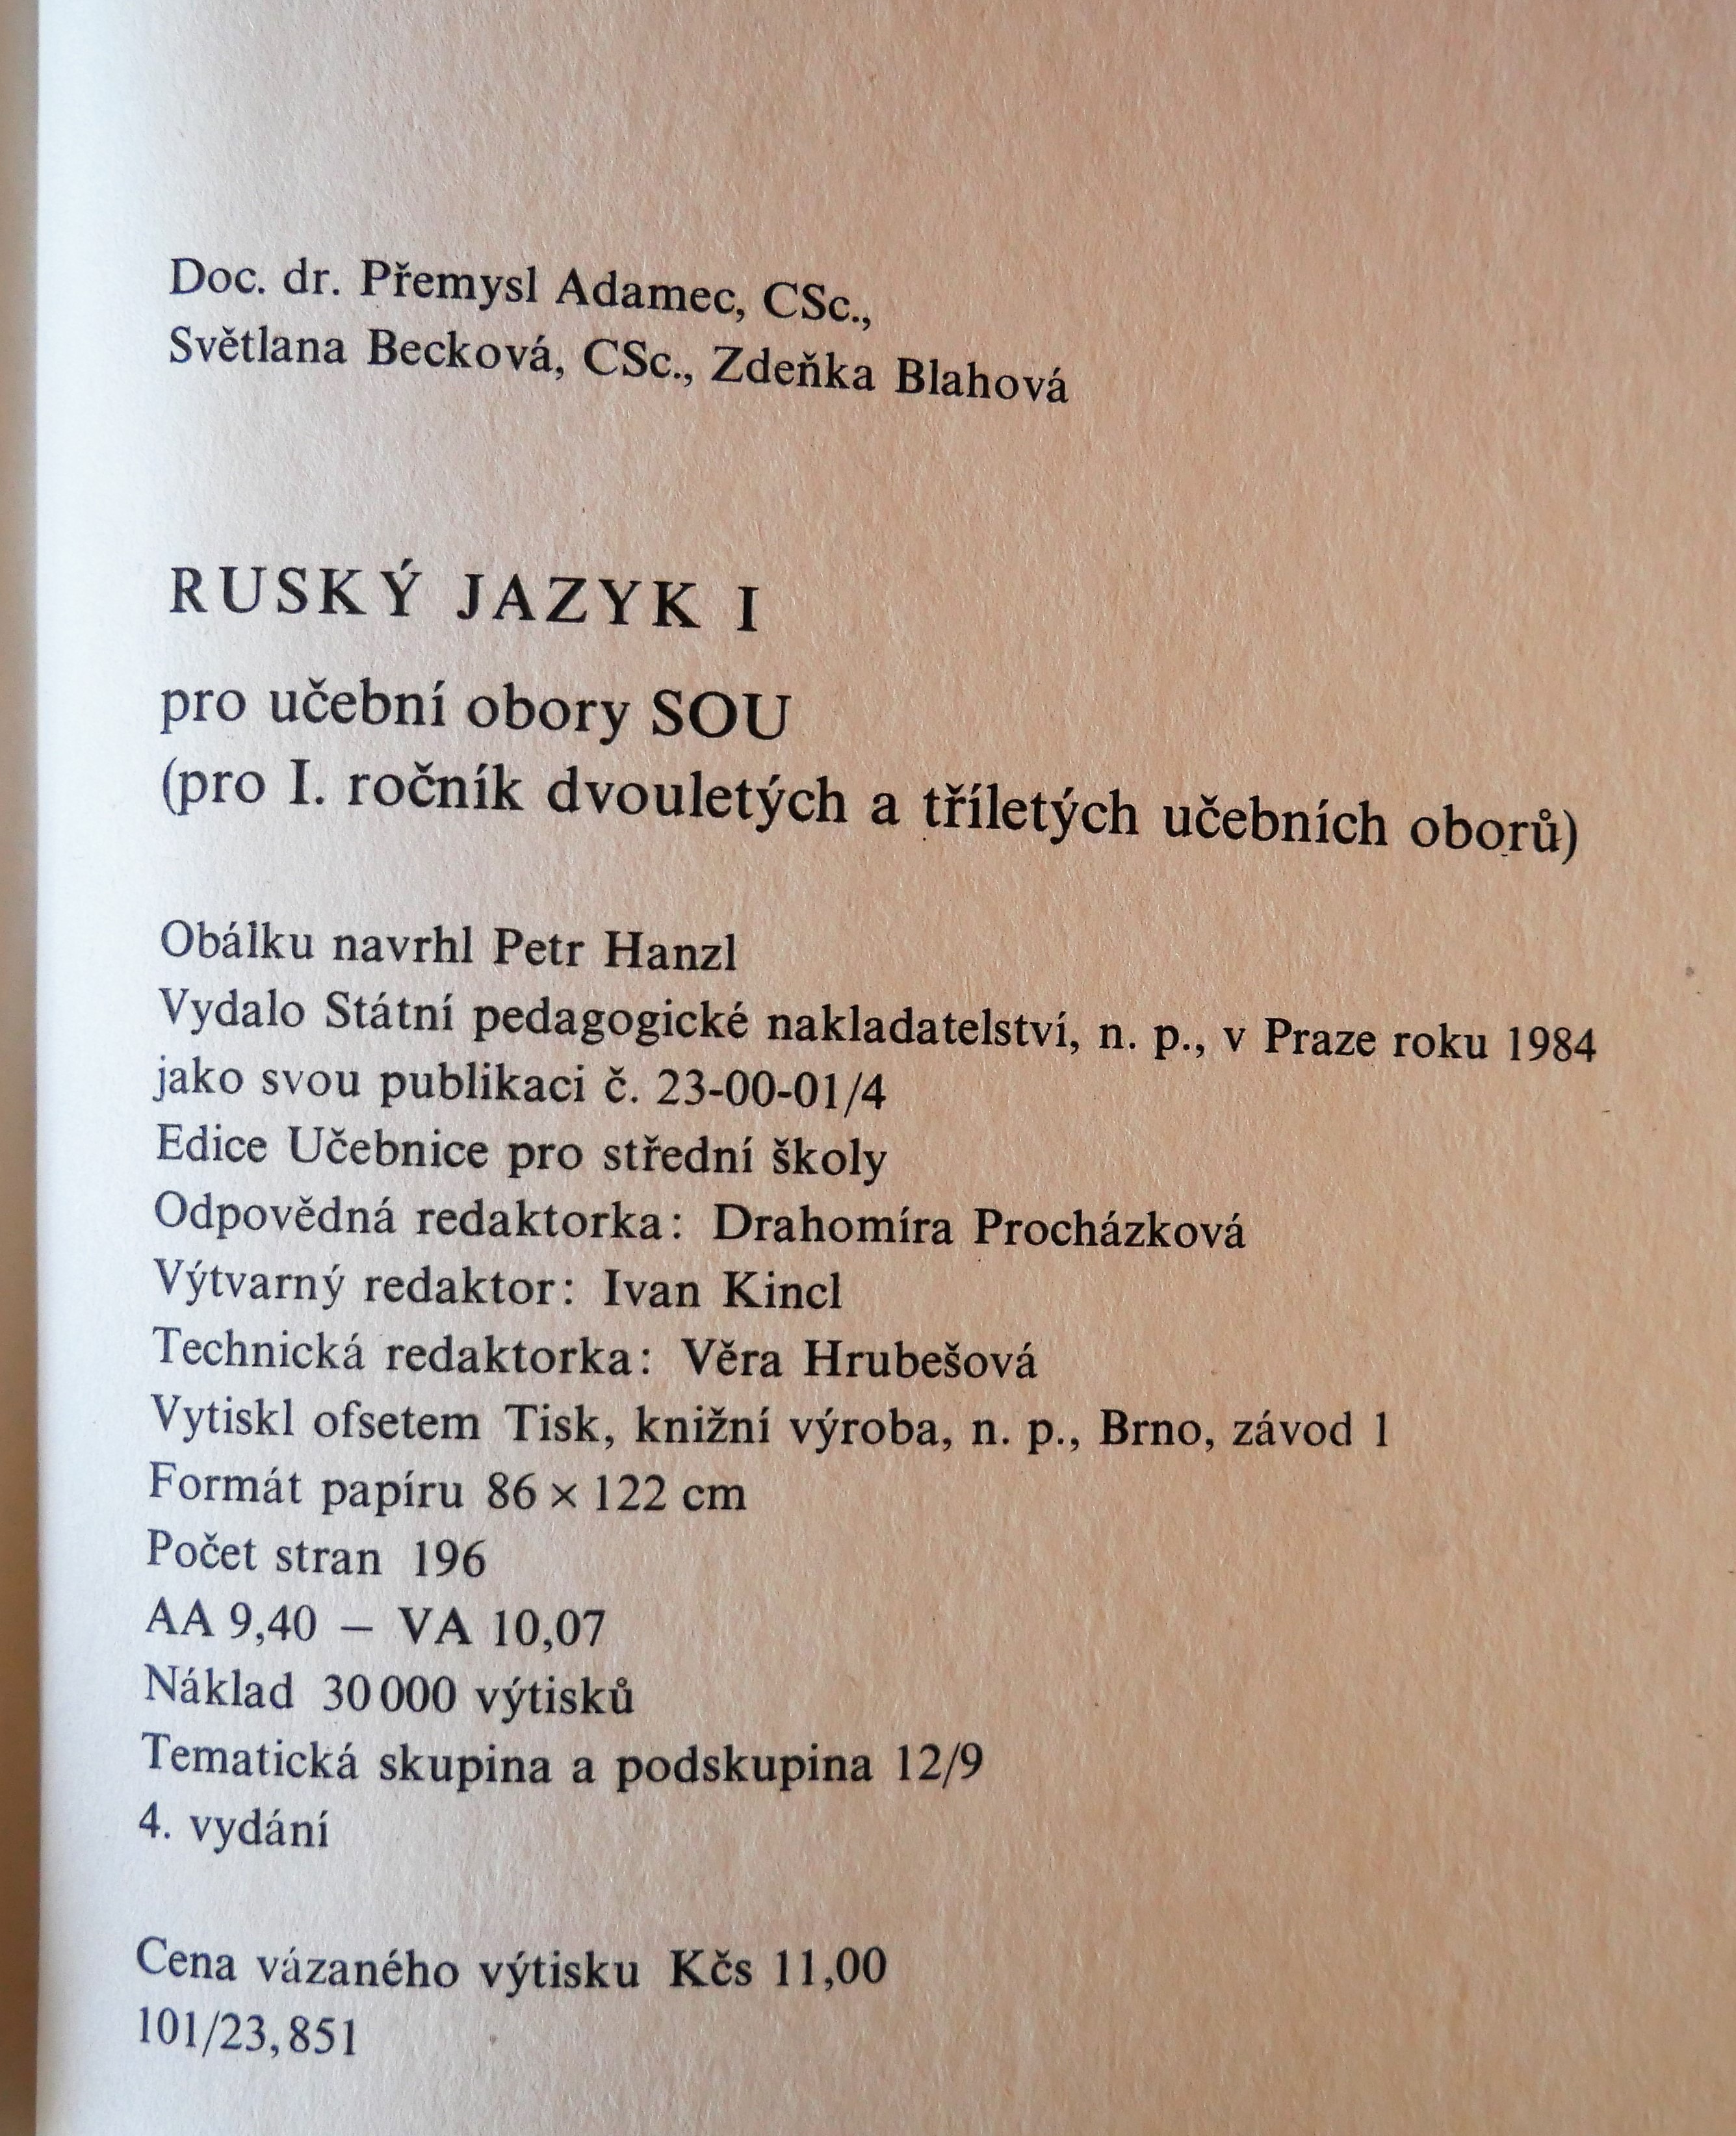 Doc. dr. Přemysl Adamec, CSc.,
Světlana Becková, CSc., Zdeňka Blahová
RUSKÝ JAZYK I
pro učební obory SOU
(pro I. ročník dvouletých a tříletých učebních oborů)
Obálku navrhl Petr Hanzl
Vydalo Státní pedagogické nakladatelství, n. p., v Praze roku 1984
jako svou publikaci č. 23-00-01/4
Edice Učebnice pro střední školy
Odpovědná redaktorka: Drahomíra Procházková
Výtvarný redaktor: Ivan Kincl
Technická redaktorka: Věra Hrubešová
Vytiskl ofsetem Tisk, knižní výroba, n. p., Brno, závod 1
Formát papíru 86 × 122 cm
Počet stran 196
AA 9,40 – VA 10,07
Náklad 30 000 výtisků
Tematická skupina a podskupina 12/9
4. vydání
Cena vázaného výtisku Kčs 11,00
101/23,851